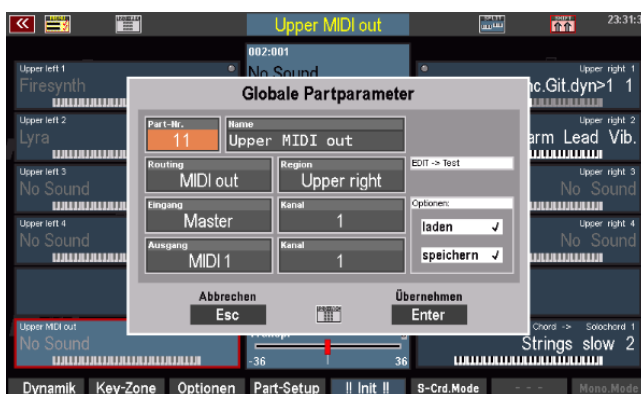 Upper MIDI out
23:31:3
002:001
No Sound
Upper left 1
Firesynth
Upper right 1
nc.Git.dyn>1 1
Upper left 2
Lyra
Upper right 2
arm Lead Vib.
Upper left 3
No Sound
Upper right 3
No Sound
Upper left 4
No Sound
Upper right 4
No Sound
Globale Partparameter
Part-Nr.
11
Name
Upper MIDI out
Routing
MIDI out
Region
Upper right
EDIT -> Test
Eingang
Master
Kanal
1
Optionen:
laden
speichern
Ausgang
MIDI 1
Kanal
1
Abbrechen
Esc
Übernehmen
Enter
Upper MIDI out
No Sound
-36
36
Chord -> Solochord 1
Strings slow 2
Dynamik Key-Zone Optionen Part-Setup !! Init !! S-Crd.Mode - - - Mono.Mode